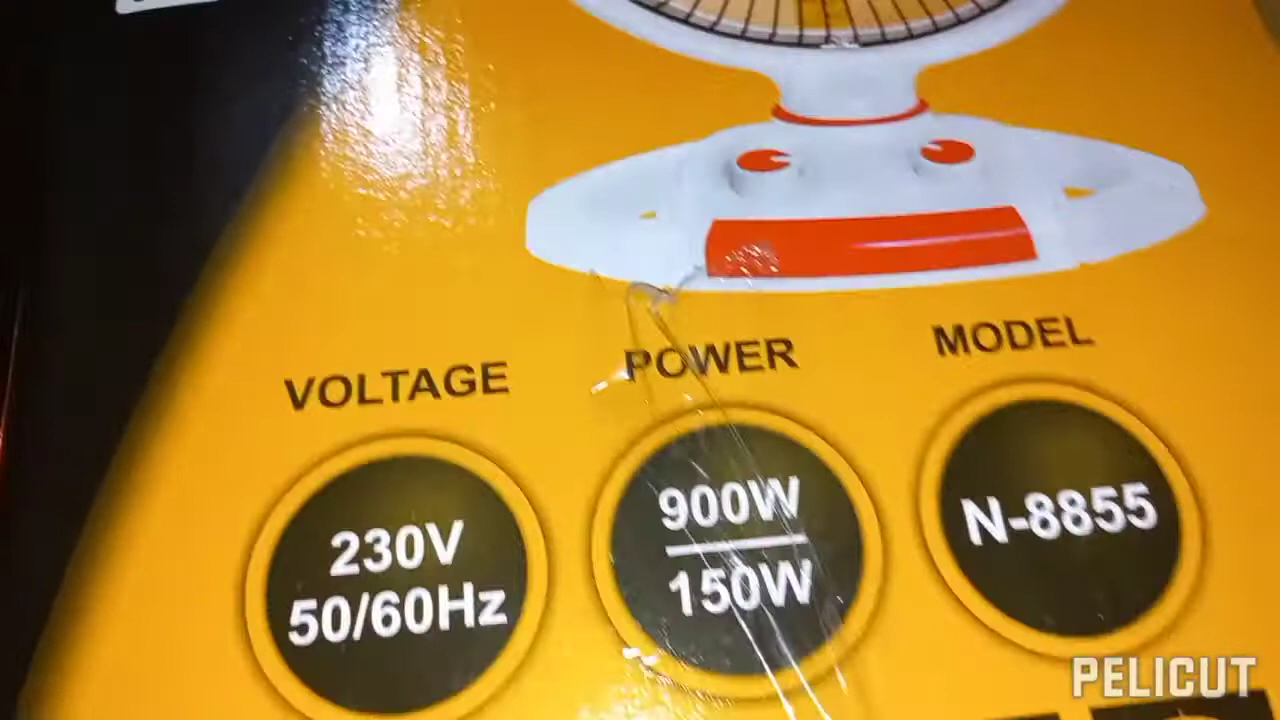 VOLTAGE
POWER
MODEL
230V
50/60Hz
900W
150W
N-8855
PELICUT